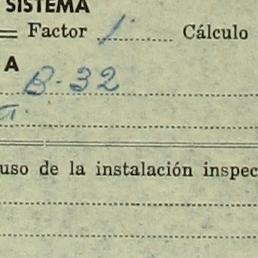 SISTEMA
Factor 1 Cálculo
A B-32
uso de la instalación inspec